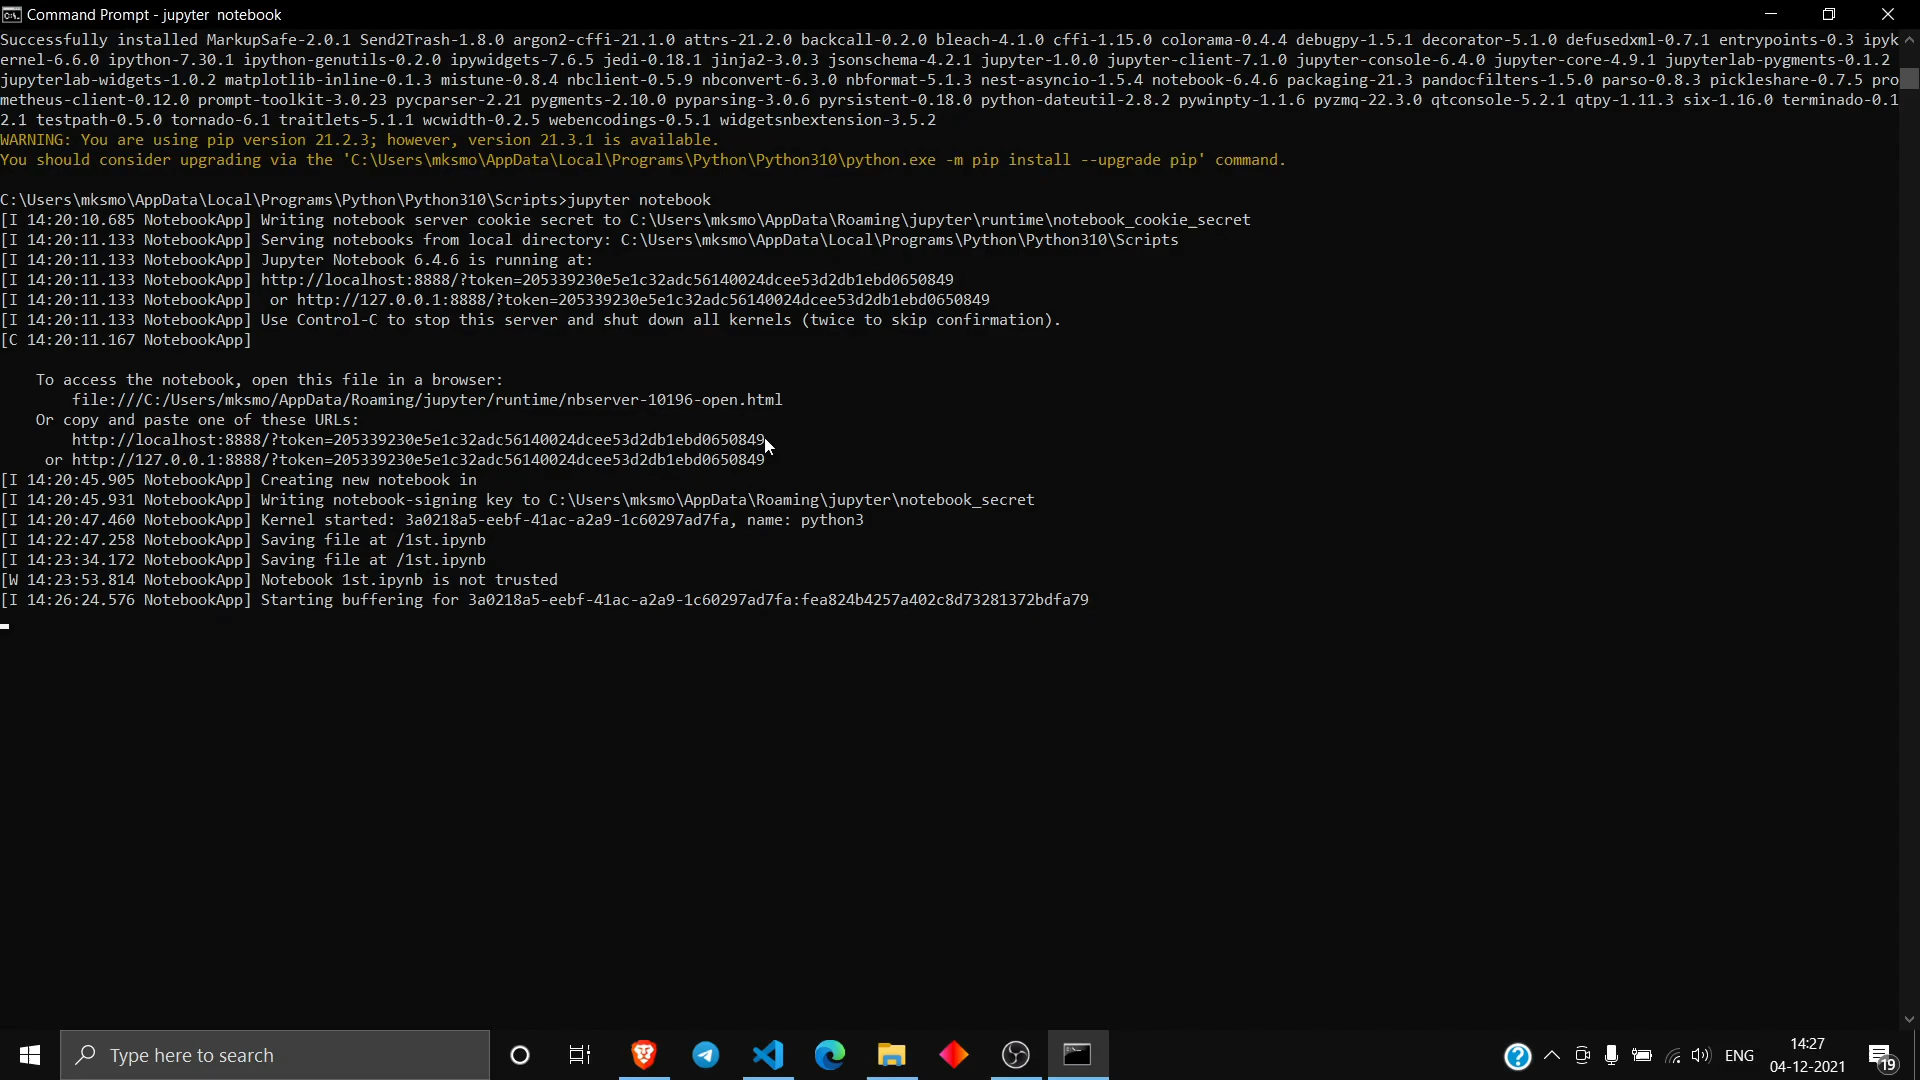 Command Prompt - jupyter  notebook
Successfully installed MarkupSafe-2.0.1 Send2Trash-1.8.0 argon2-cffi-21.1.0 attrs-21.2.0 backcall-0.2.0 bleach-4.1.0 cffi-1.15.0 colorama-0.4.4 debugpy-1.5.1 decorator-5.1.0 defusedxml-0.7.1 entrypoints-0.3 ipyk
ernel-6.6.0 ipython-7.30.1 ipython-genutils-0.2.0 ipywidgets-7.6.5 jedi-0.18.1 jinja2-3.0.3 jsonschema-4.2.1 jupyter-1.0.0 jupyter-client-7.1.0 jupyter-console-6.4.0 jupyter-core-4.9.1 jupyterlab-pygments-0.1.2
jupyterlab-widgets-1.0.2 matplotlib-inline-0.1.3 mistune-0.8.4 nbclient-0.5.9 nbconvert-6.3.0 nbformat-5.1.3 nest-asyncio-1.5.4 notebook-6.4.6 packaging-21.3 pandocfilters-1.5.0 parso-0.8.3 pickleshare-0.7.5 pro
metheus-client-0.12.0 prompt-toolkit-3.0.23 pycparser-2.21 pygments-2.10.0 pyparsing-3.0.6 pyrsistent-0.18.0 python-dateutil-2.8.2 pywinpty-1.1.6 pyzmq-22.3.0 qtconsole-5.2.1 qtpy-1.11.3 six-1.16.0 terminado-0.1
2.1 testpath-0.5.0 tornado-6.1 traitlets-5.1.1 wcwidth-0.2.5 webencodings-0.5.1 widgetsnbextension-3.5.2
WARNING: You are using pip version 21.2.3; however, version 21.3.1 is available.
You should consider upgrading via the 'C:\Users\mksmo\AppData\Local\Programs\Python\Python310\python.exe -m pip install --upgrade pip' command.
C:\Users\mksmo\AppData\Local\Programs\Python\Python310\Scripts>jupyter notebook
[I 14:20:10.685 NotebookApp] Writing notebook server cookie secret to C:\Users\mksmo\AppData\Roaming\jupyter\runtime\notebook_cookie_secret
[I 14:20:11.133 NotebookApp] Serving notebooks from local directory: C:\Users\mksmo\AppData\Local\Programs\Python\Python310\Scripts
[I 14:20:11.133 NotebookApp] Jupyter Notebook 6.4.6 is running at:
[I 14:20:11.133 NotebookApp] http://localhost:8888/?token=205339230e5e1c32adc56140024dcee53d2db1ebd0650849
[I 14:20:11.133 NotebookApp]  or http://127.0.0.1:8888/?token=205339230e5e1c32adc56140024dcee53d2db1ebd0650849
[I 14:20:11.133 NotebookApp] Use Control-C to stop this server and shut down all kernels (twice to skip confirmation).
[C 14:20:11.167 NotebookApp]
To access the notebook, open this file in a browser:
file:///C:/Users/mksmo/AppData/Roaming/jupyter/runtime/nbserver-10196-open.html
Or copy and paste one of these URLs:
http://localhost:8888/?token=205339230e5e1c32adc56140024dcee53d2db1ebd0650849
or http://127.0.0.1:8888/?token=205339230e5e1c32adc56140024dcee53d2db1ebd0650849
[I 14:20:45.905 NotebookApp] Creating new notebook in
[I 14:20:45.931 NotebookApp] Writing notebook-signing key to C:\Users\mksmo\AppData\Roaming\jupyter\notebook_secret
[I 14:20:47.460 NotebookApp] Kernel started: 3a0218a5-eebf-41ac-a2a9-1c60297ad7fa, name: python3
[I 14:22:47.258 NotebookApp] Saving file at /1st.ipynb
[I 14:23:34.172 NotebookApp] Saving file at /1st.ipynb
[W 14:23:53.814 NotebookApp] Notebook 1st.ipynb is not trusted
[I 14:26:24.576 NotebookApp] Starting buffering for 3a0218a5-eebf-41ac-a2a9-1c60297ad7fa:fea824b4257a402c8d73281372bdfa79
Type here to search
ENG
14:27
04-12-2021
19